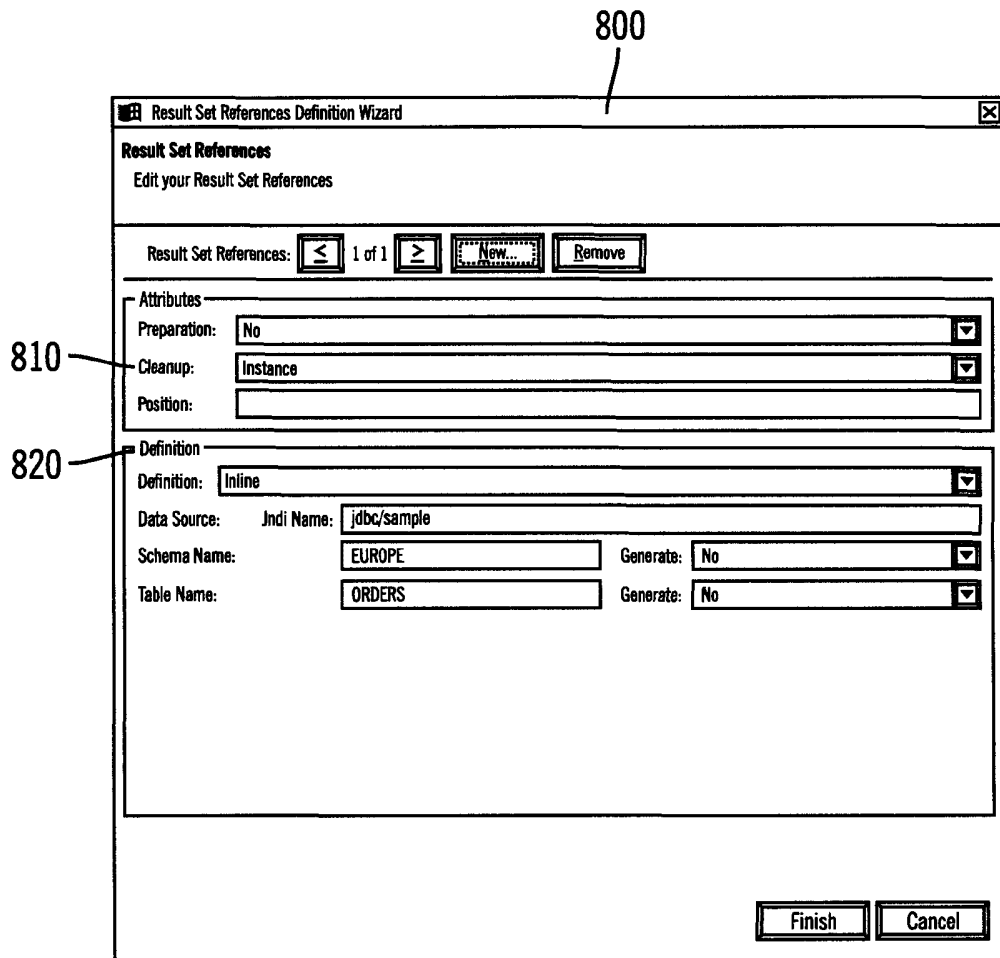 800
Result Set References Definition Wizard
Result Set References
Edit your Result Set References
Result Set References: < 1 of 1 > New... Remove
Attributes
Preparation: No
810
Cleanup: Instance
Position:
820
Definition
Definition: Inline
Data Source: Jndi Name: jdbc/sample
Schema Name: EUROPE Generate: No
Table Name: ORDERS Generate: No
Finish Cancel